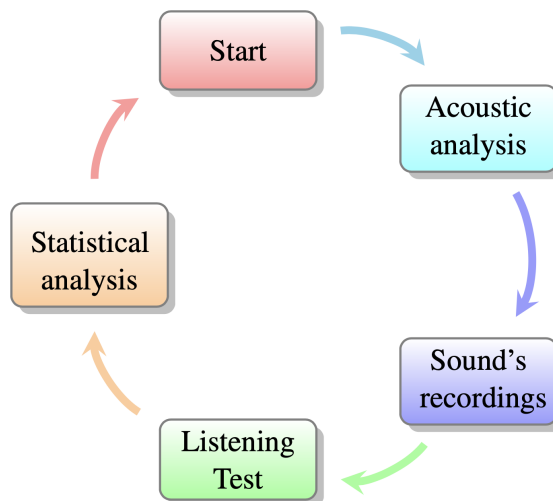 Start
Acoustic
analysis
Sound's
recordings
Listening
Test
Statistical
analysis